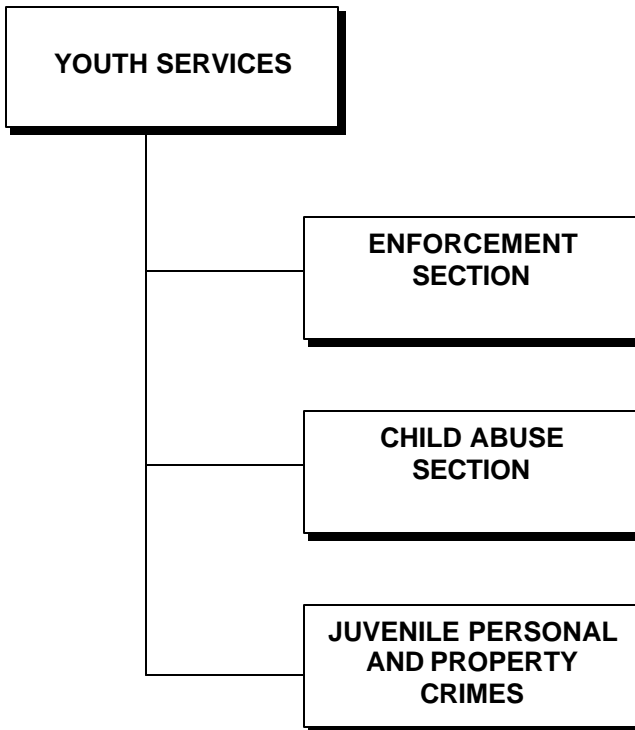 YOUTH SERVICES
ENFORCEMENT
SECTION
CHILD ABUSE
SECTION
JUVENILE PERSONAL
AND PROPERTY
CRIMES